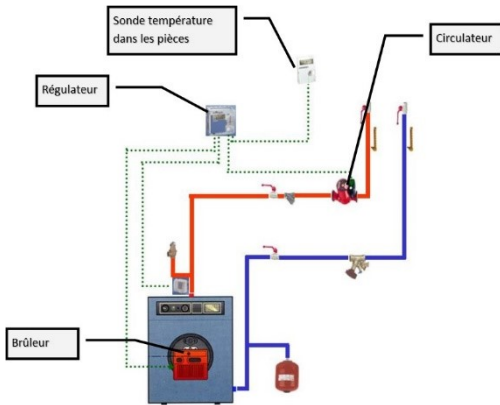 Sonde température
dans les pièces
Circulateur
Régulateur
Brûleur